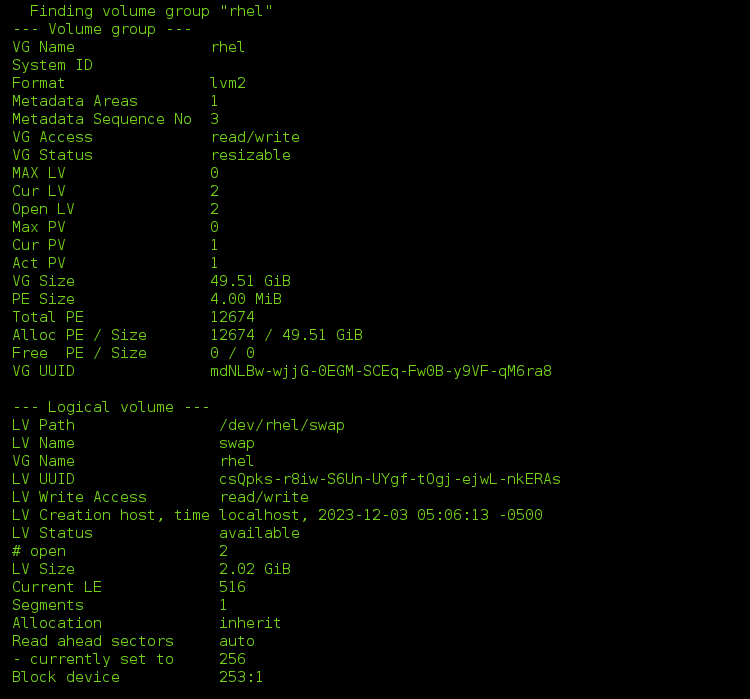 Finding volume group "rhel"
--- Volume group ---
VG Name rhel
System ID
Format lvm2
Metadata Areas 1
Metadata Sequence No 3
VG Access read/write
VG Status resizable
MAX LV 0
Cur LV 2
Open LV 2
Max PV 0
Cur PV 1
Act PV 1
VG Size 49.51 GiB
PE Size 4.00 MiB
Total PE 12674
Alloc PE / Size 12674 / 49.51 GiB
Free  PE / Size 0 / 0
VG UUID mdNLBw-wjjG-0EGM-SCEq-Fw0B-y9VF-qM6ra8
--- Logical volume ---
LV Path /dev/rhel/swap
LV Name swap
VG Name rhel
LV UUID csQpks-r8iw-S6Un-UYgf-tOgj-ejwL-nkERAs
LV Write Access read/write
LV Creation host, time localhost, 2023-12-03 05:06:13 -0500
LV Status available
# open 2
LV Size 2.02 GiB
Current LE 516
Segments 1
Allocation inherit
Read ahead sectors auto
- currently set to 256
Block device 253:1